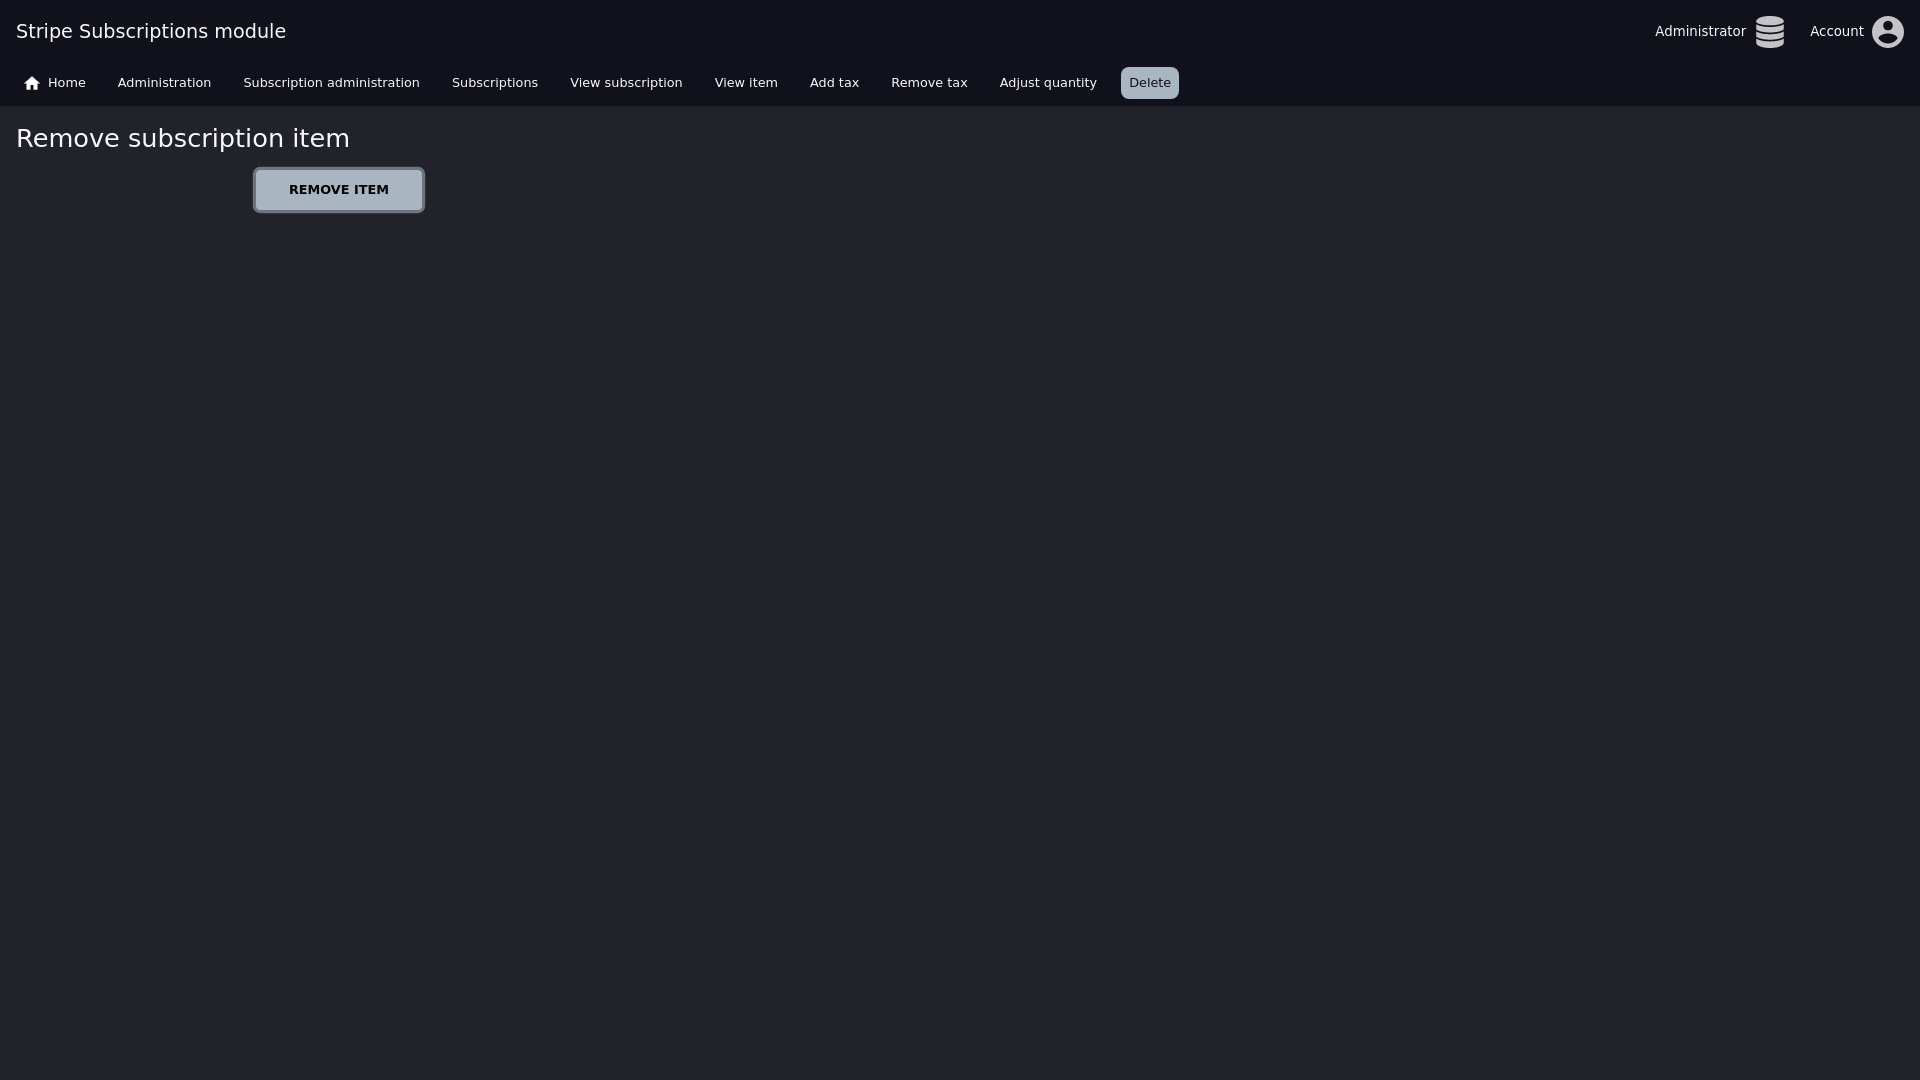 Stripe Subscriptions module
Administrator
Account
Home
Administration
Subscription administration
Subscriptions
View subscription
View item
Add tax
Remove tax
Adjust quantity
Delete
Remove subscription item
REMOVE ITEM